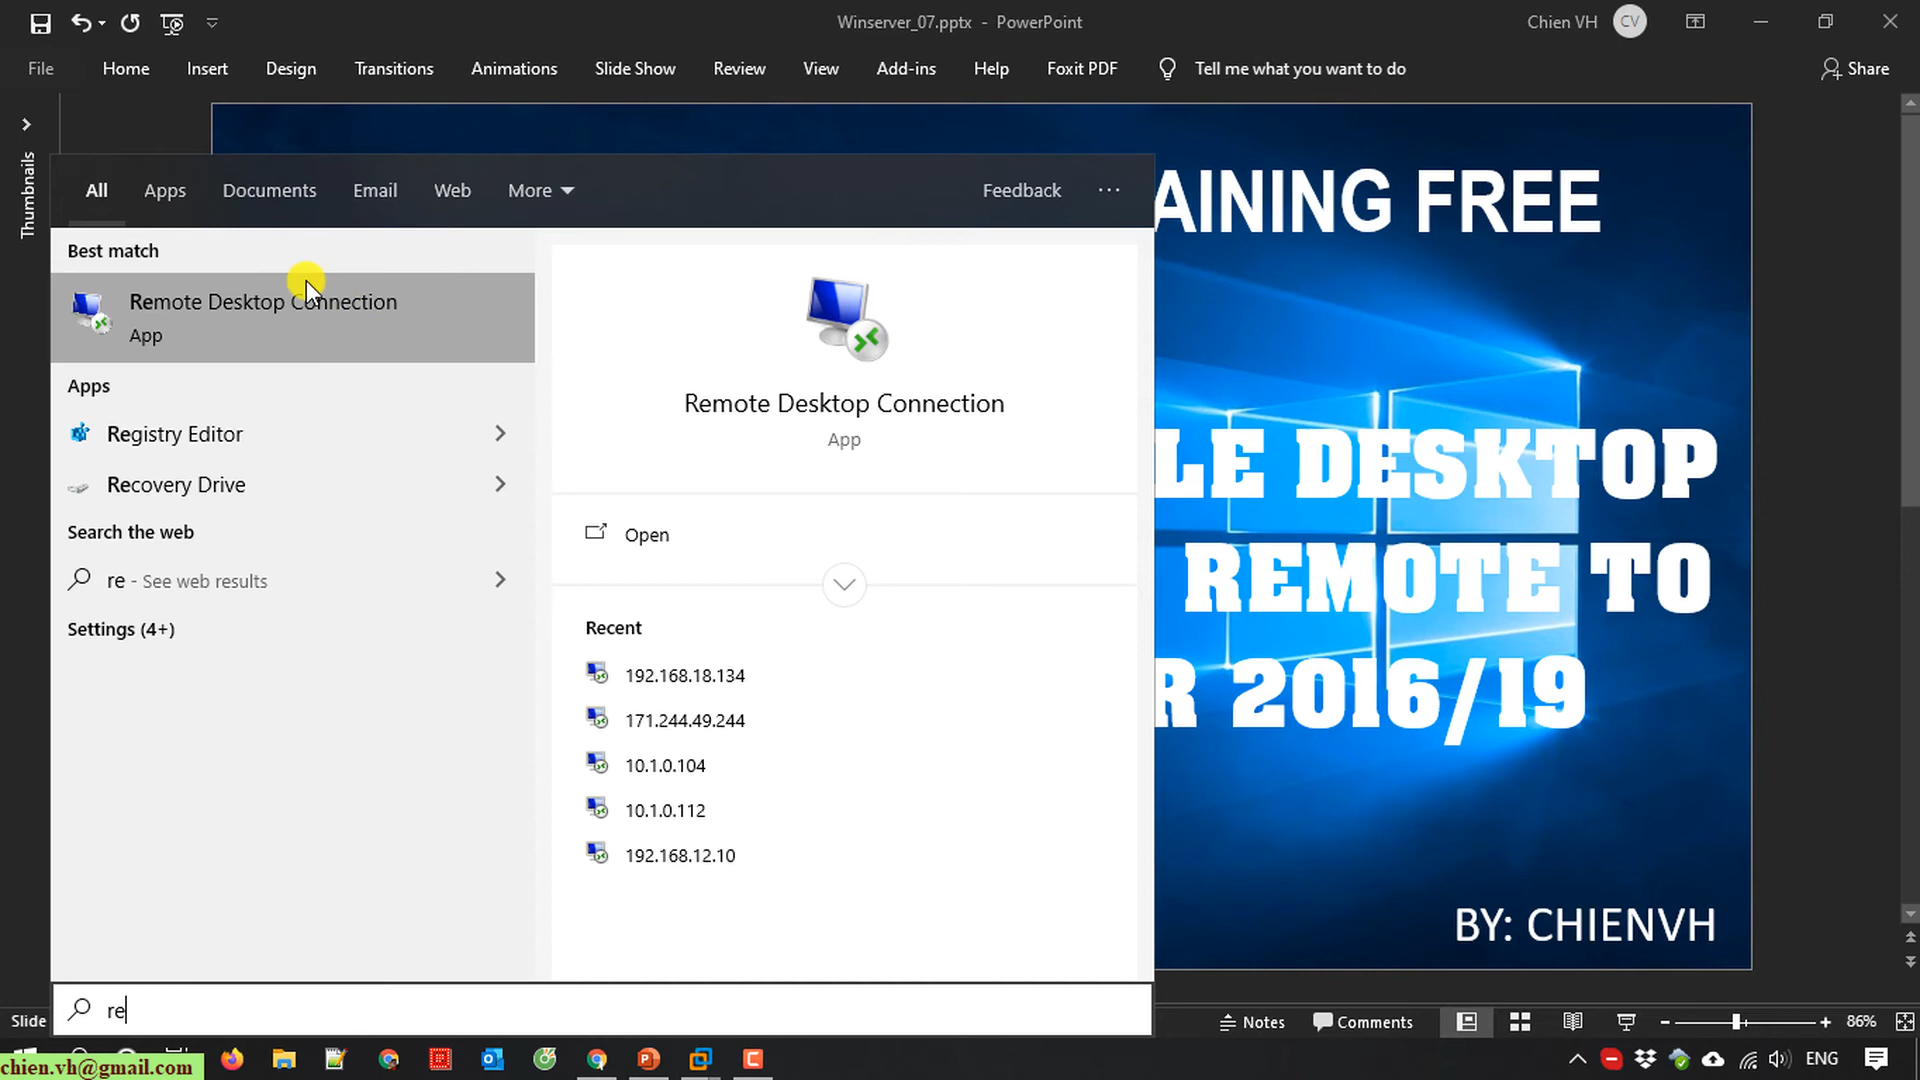 Winserver_07.pptx - PowerPoint
Chien VH
CV
File
Home
Insert
Design
Transitions
Animations
Slide Show
Review
View
Add-ins
Help
Foxit PDF
Tell me what you want to do
Share
Thumbnails
AINING FREE
LE DESKTOP
REMOTE TO
R 2016/19
BY: CHIENVH
All
Apps
Documents
Email
Web
More
Feedback
Best match
Remote Desktop Connection
App
Apps
Registry Editor
Recovery Drive
Search the web
re - See web results
Settings (4+)
Remote Desktop Connection
App
Open
Recent
192.168.18.134
171.244.49.244
10.1.0.104
10.1.0.112
192.168.12.10
re
Slide
Notes
Comments
86%
chien.vh@gmail.com
ENG